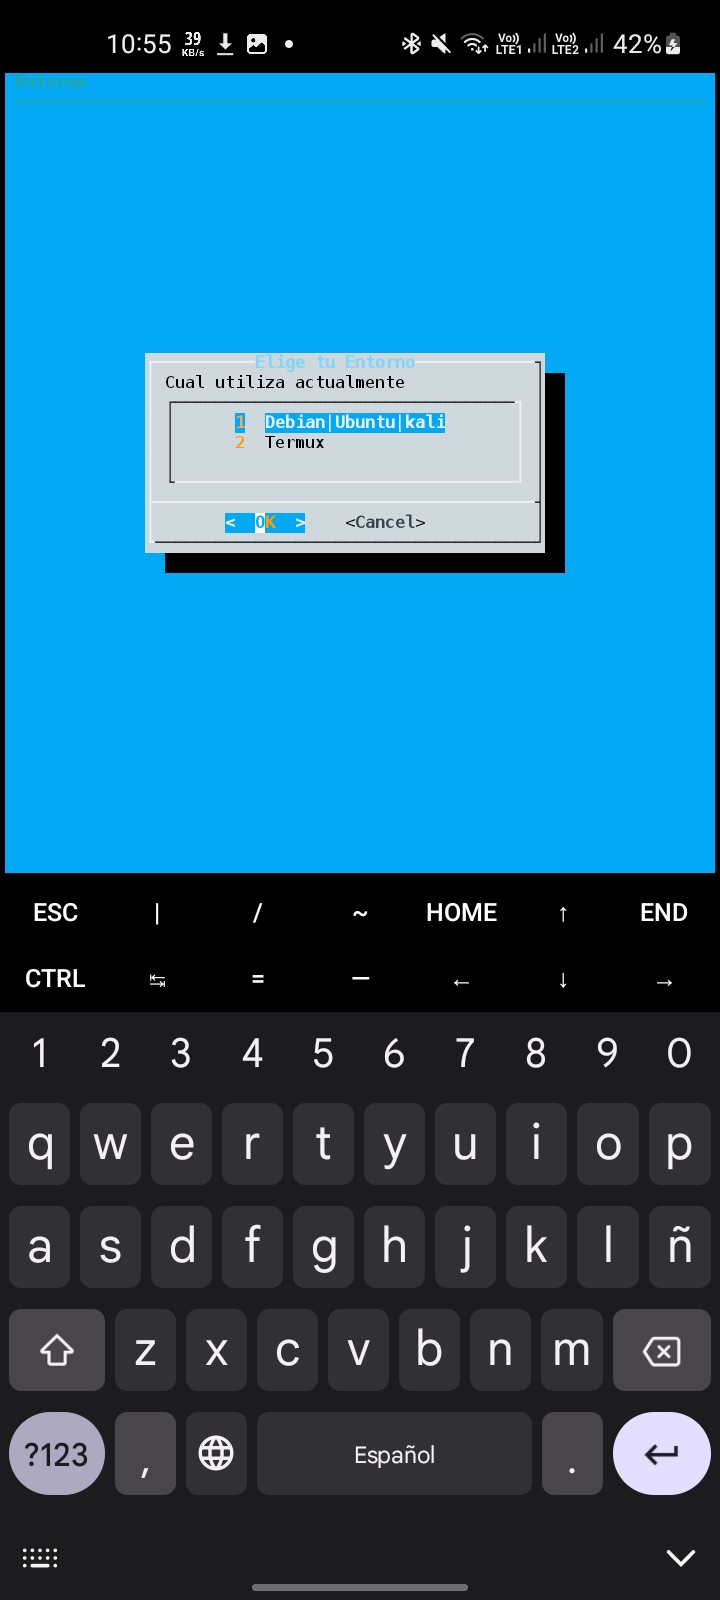 10:55 39 KB/s Vo)) LTE1 Vo)) LTE2 42%
Entorno
Elige tu Entorno
Cual utiliza actualmente
1 Debian|Ubuntu|kali
2 Termux
< OK > <Cancel>
ESC | / ~ HOME ↑ END
CTRL ↹ = — ← ↓ →
1 2 3 4 5 6 7 8 9 0
q w e r t y u i o p
a s d f g h j k l ñ
z x c v b n m
?123 , Español .